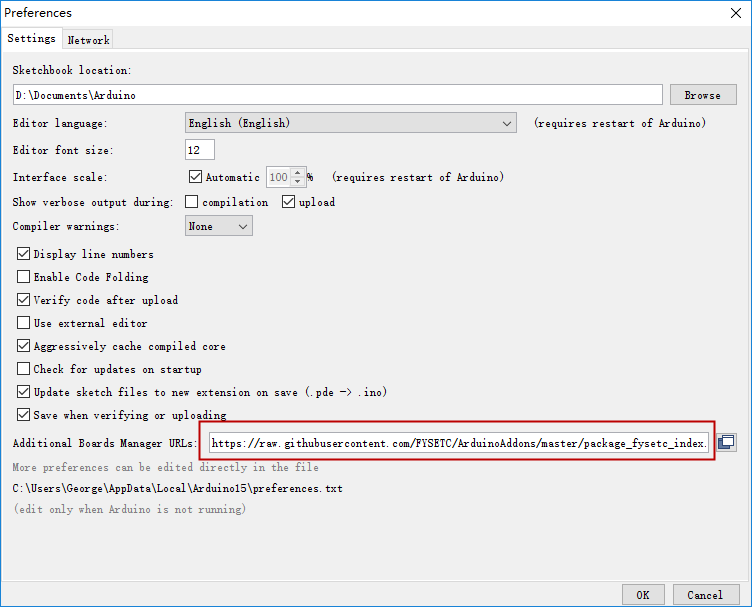 Preferences
Settings Network
Sketchbook location:
D:\Documents\Arduino Browse
Editor language: English (English) (requires restart of Arduino)
Editor font size: 12
Interface scale: Automatic 100 % (requires restart of Arduino)
Show verbose output during: compilation upload
Compiler warnings: None
Display line numbers
Enable Code Folding
Verify code after upload
Use external editor
Aggressively cache compiled core
Check for updates on startup
Update sketch files to new extension on save (.pde -> .ino)
Save when verifying or uploading
Additional Boards Manager URLs: https://raw.githubusercontent.com/FYSETC/ArduinoAddons/master/package_fysetc_index.
More preferences can be edited directly in the file
C:\Users\George\AppData\Local\Arduino15\preferences.txt
(edit only when Arduino is not running)
OK Cancel